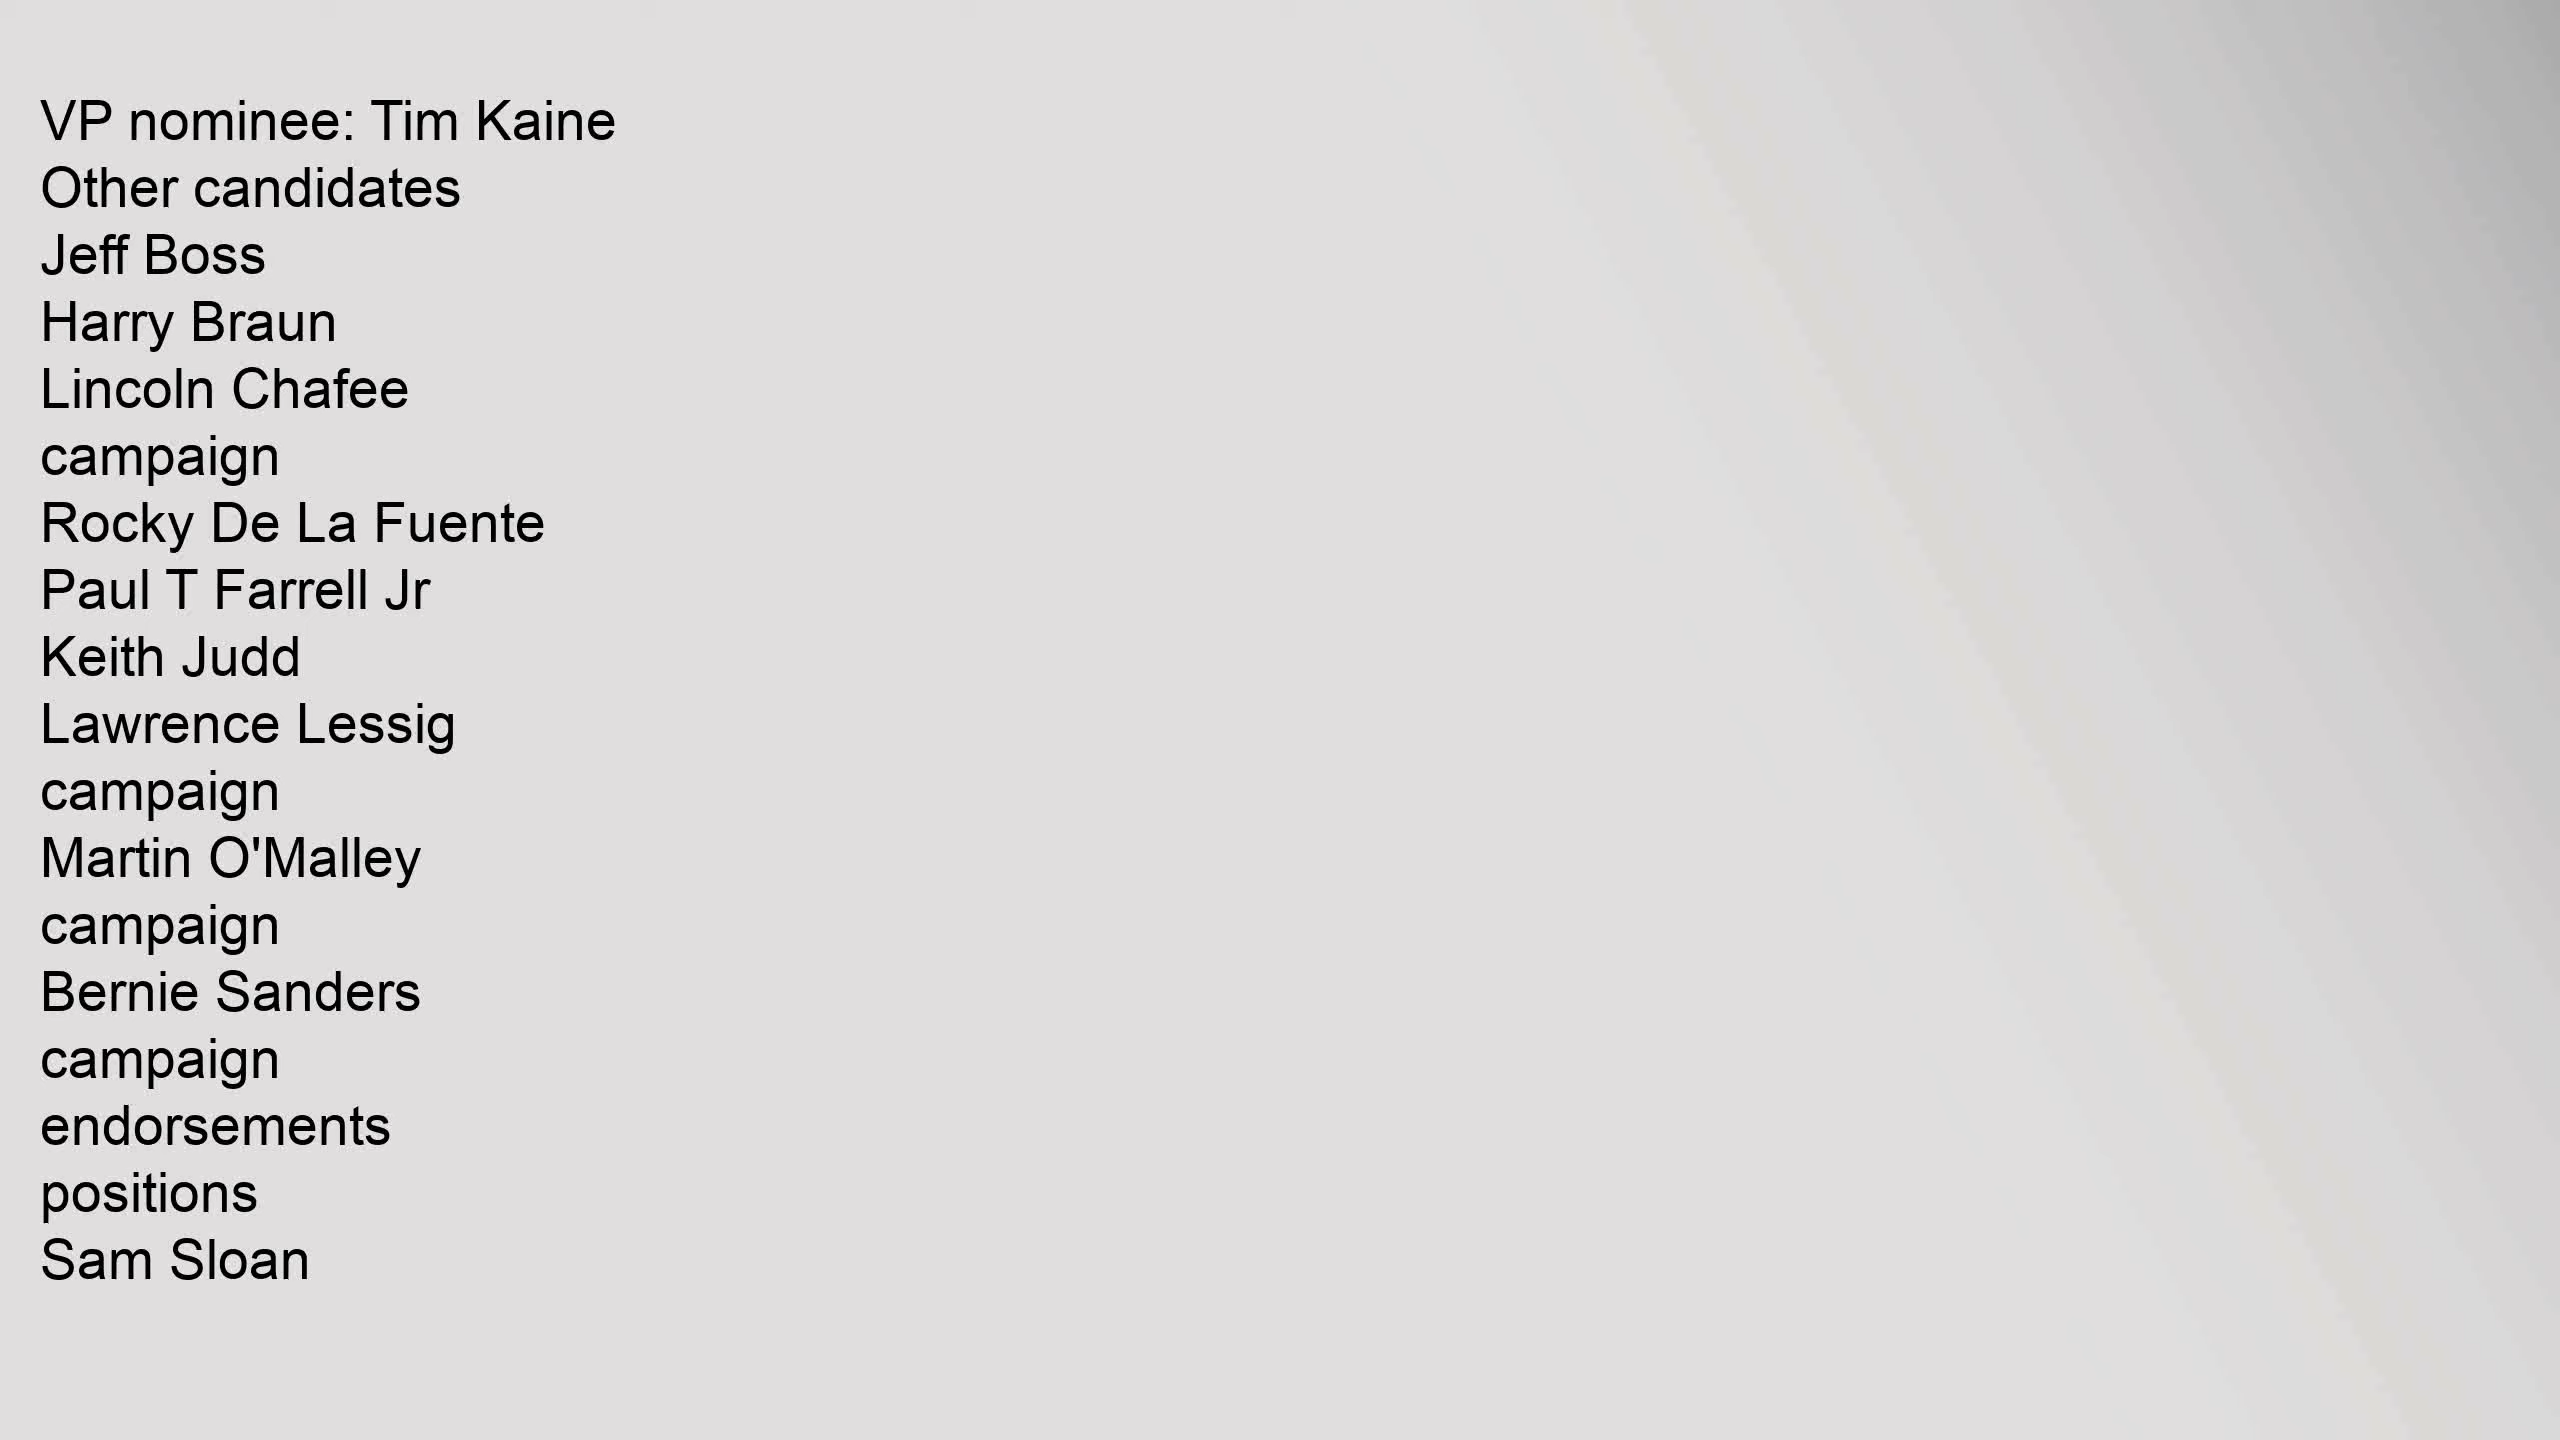 VP nominee: Tim Kaine
Other candidates
Jeff Boss
Harry Braun
Lincoln Chafee
campaign
Rocky De La Fuente
Paul T Farrell Jr
Keith Judd
Lawrence Lessig
campaign
Martin O'Malley
campaign
Bernie Sanders
campaign
endorsements
positions
Sam Sloan